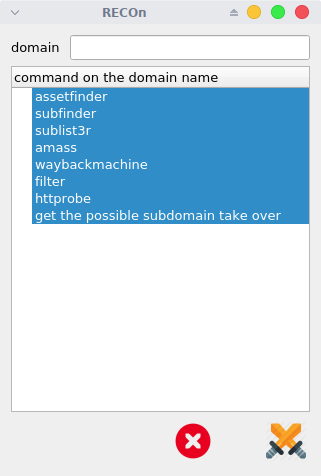 RECOn
domain
command on the domain name
assetfinder
subfinder
sublist3r
amass
waybackmachine
filter
httprobe
get the possible subdomain take over